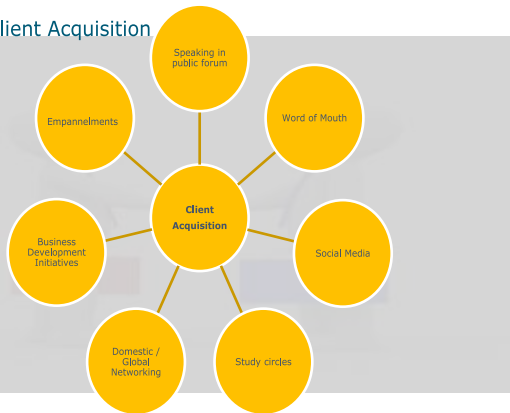 lient Acquisition
Speaking in
public forum
Word of Mouth
Social Media
Study circles
Domestic /
Global
Networking
Business
Development
Initiatives
Empannelments
Client
Acquisition